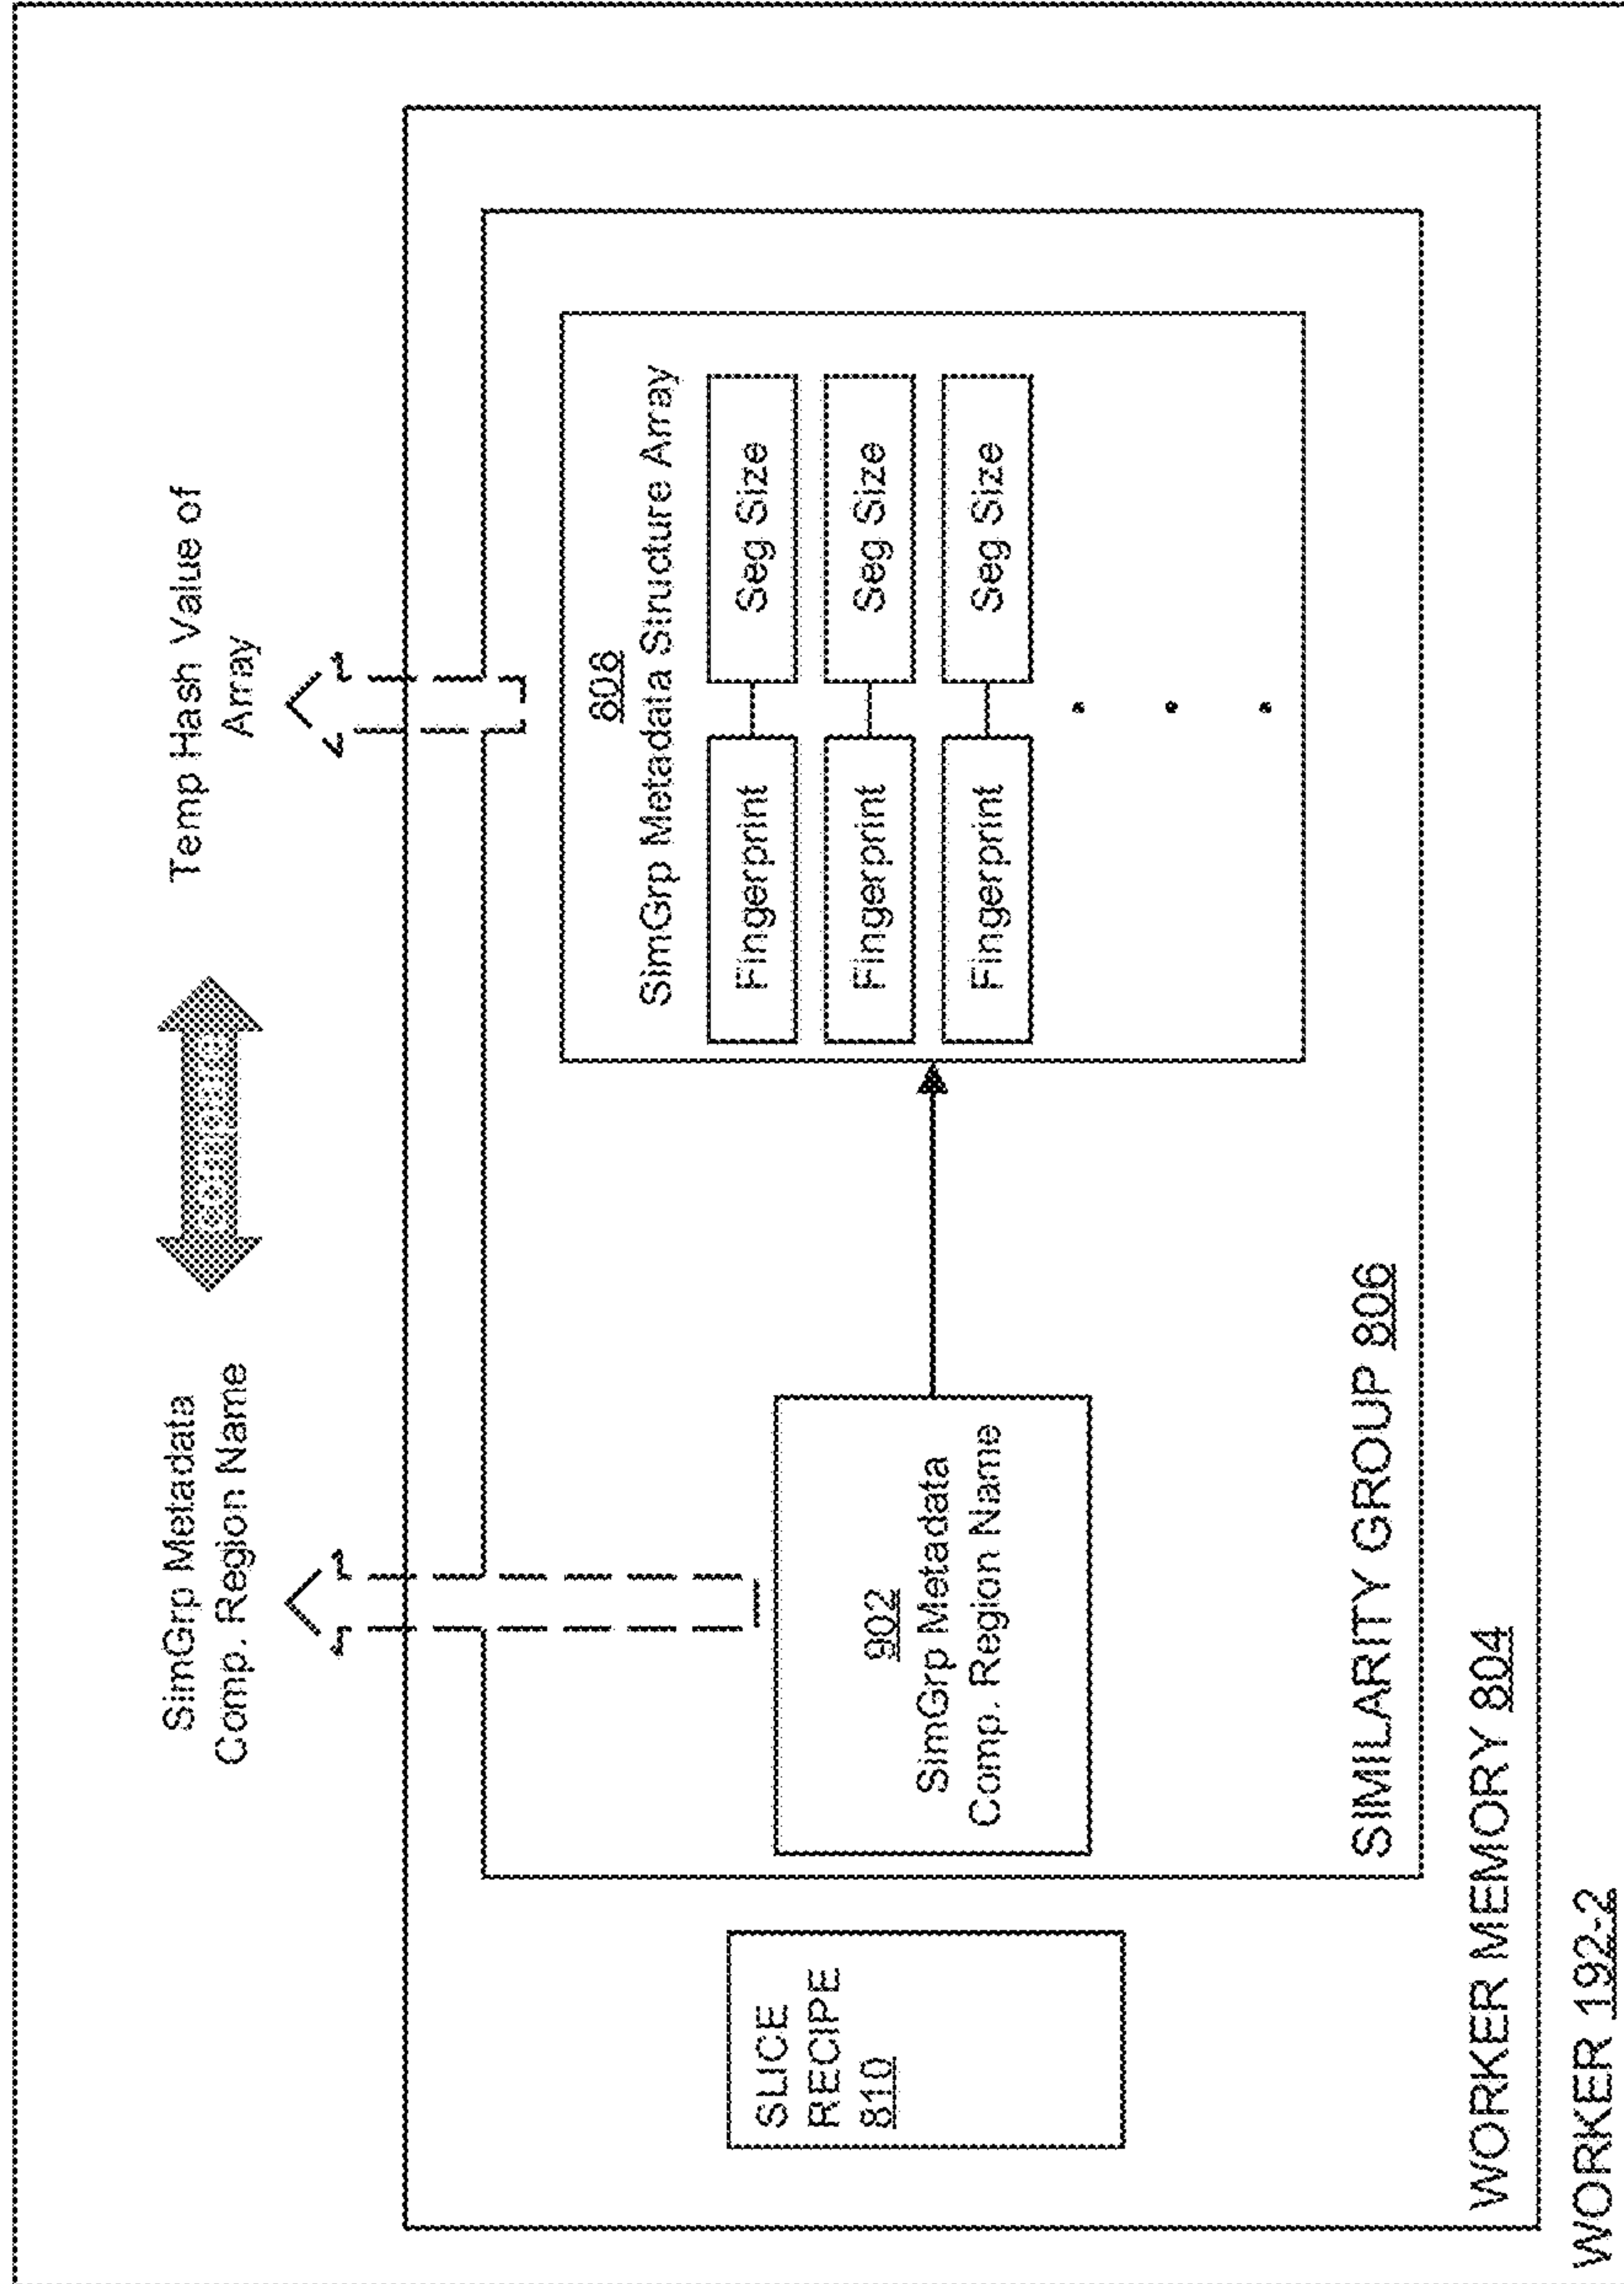 SimGrp Metadata
Comp. Region Name
Temp Hash Value of
Array
808
SimGrp Metadata Structure Array
Fingerprint
Seg Size
Fingerprint
Seg Size
Fingerprint
Seg Size
902
SimGrp Metadata
Comp. Region Name
SLICE
RECIPE
810
SIMILARITY GROUP 806
WORKER MEMORY 804
WORKER 192-2